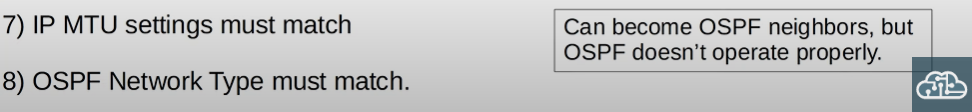 7) IP MTU settings must match
Can become OSPF neighbors, but
OSPF doesn't operate properly.
8) OSPF Network Type must match.